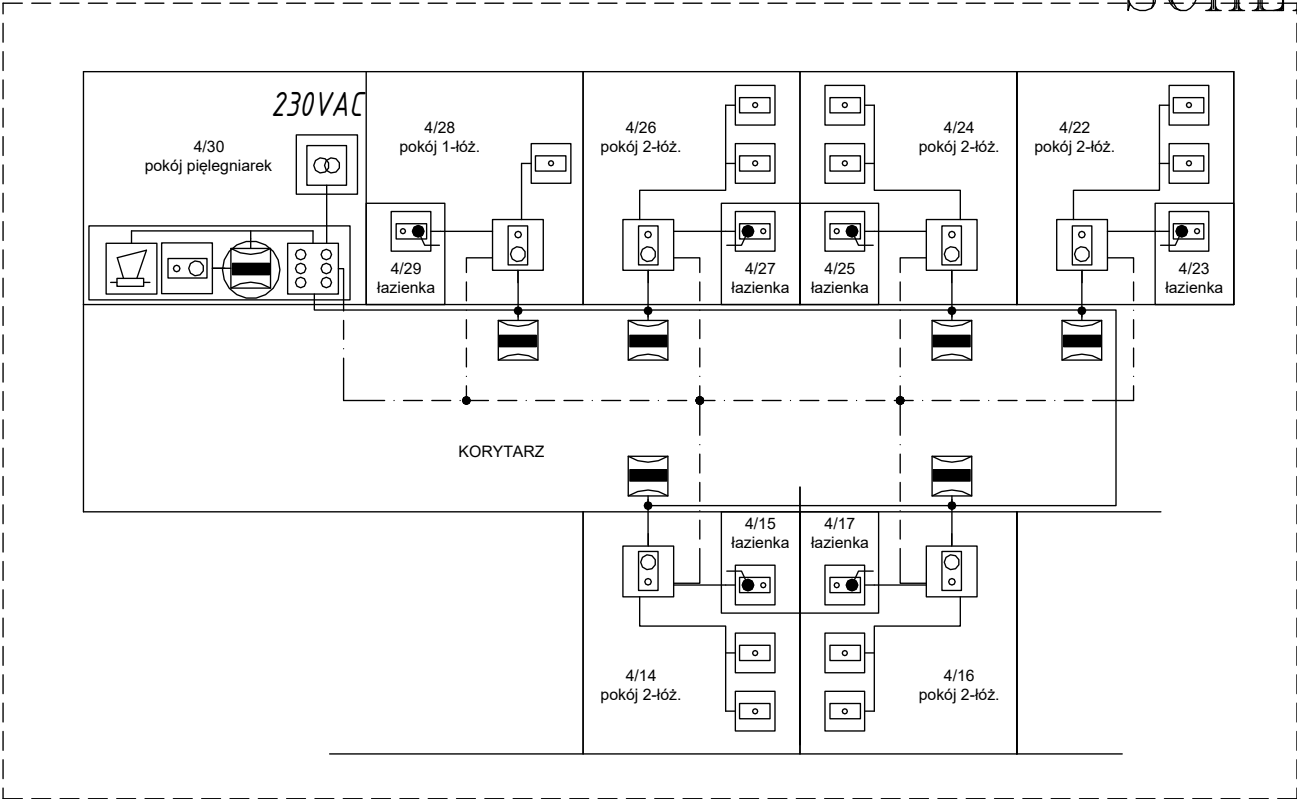 230VAC
4/30
pokój pięlegniarek
4/28
pokój 1-łóż.
4/26
pokój 2-łóż.
4/24
pokój 2-łóż.
4/22
pokój 2-łóż.
4/29
łazienka
4/27
łazienka
4/25
łazienka
4/23
łazienka
KORYTARZ
4/15
łazienka
4/17
łazienka
4/14
pokój 2-łóż.
4/16
pokój 2-łóż.